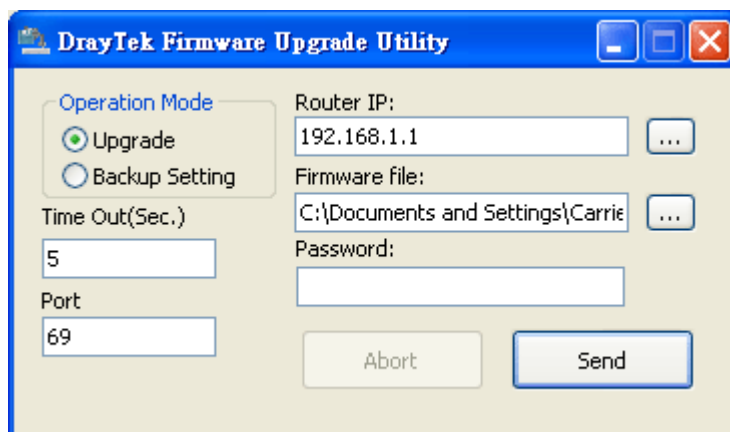 DrayTek Firmware Upgrade Utility
Operation Mode
Upgrade
Backup Setting
Time Out(Sec.)
5
Port
69
Router IP:
192.168.1.1
...
Firmware file:
C:\Documents and Settings\Carrie
...
Password:
Abort
Send